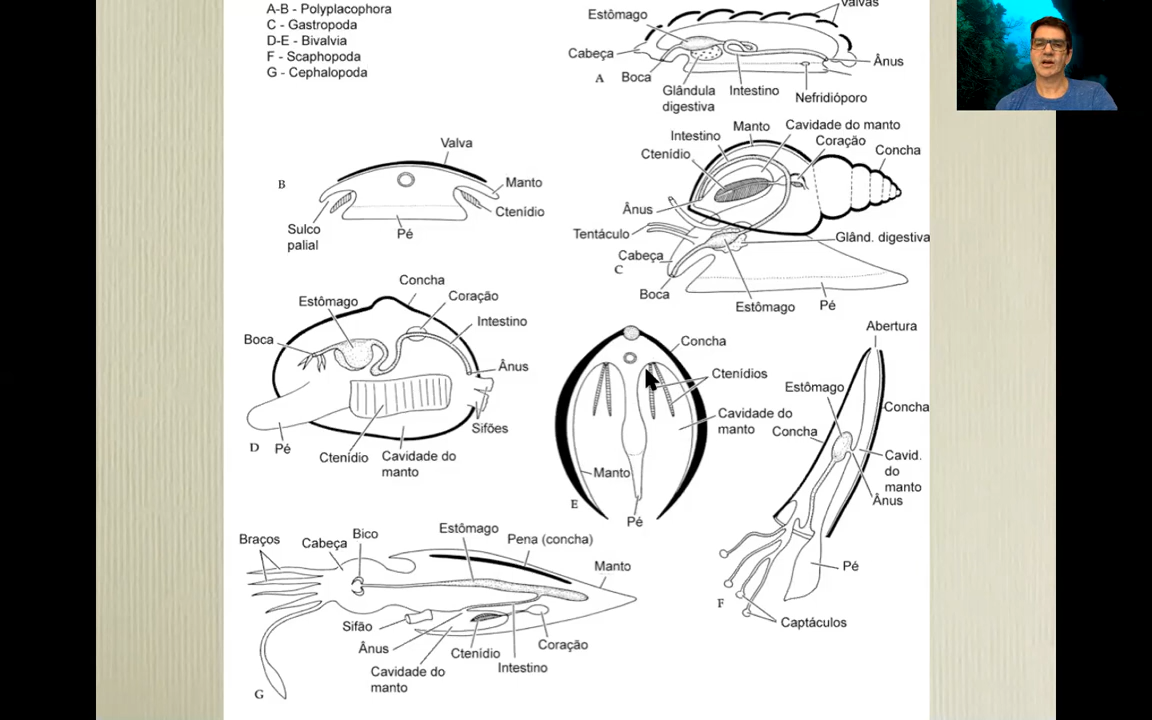 A-B - Polyplacophora
C - Gastropoda
D-E - Bivalvia
F - Scaphopoda
G - Cephalopoda
Valvas
Estômago
Cabeça
Boca
Glândula
digestiva
Intestino
Nefridióporo
Ânus
A
Valva
B
Manto
Ctenídio
Sulco
palial
Pé
Manto
Cavidade do manto
Intestino
Coração
Ctenídio
Concha
Ânus
Tentáculo
Glând. digestiva
Cabeça
C
Boca
Estômago
Pé
Concha
Estômago
Coração
Intestino
Boca
Ânus
Sifões
D
Pé
Ctenídio
Cavidade do
manto
Concha
Ctenídios
Cavidade do
manto
Manto
E
Pé
Abertura
Estômago
Concha
Concha
Cavid.
do
manto
Ânus
Pé
F
Captáculos
Braços
Cabeça
Bico
Estômago
Pena (concha)
Manto
Sifão
Ânus
Cavidade do
manto
Ctenídio
Intestino
Coração
G